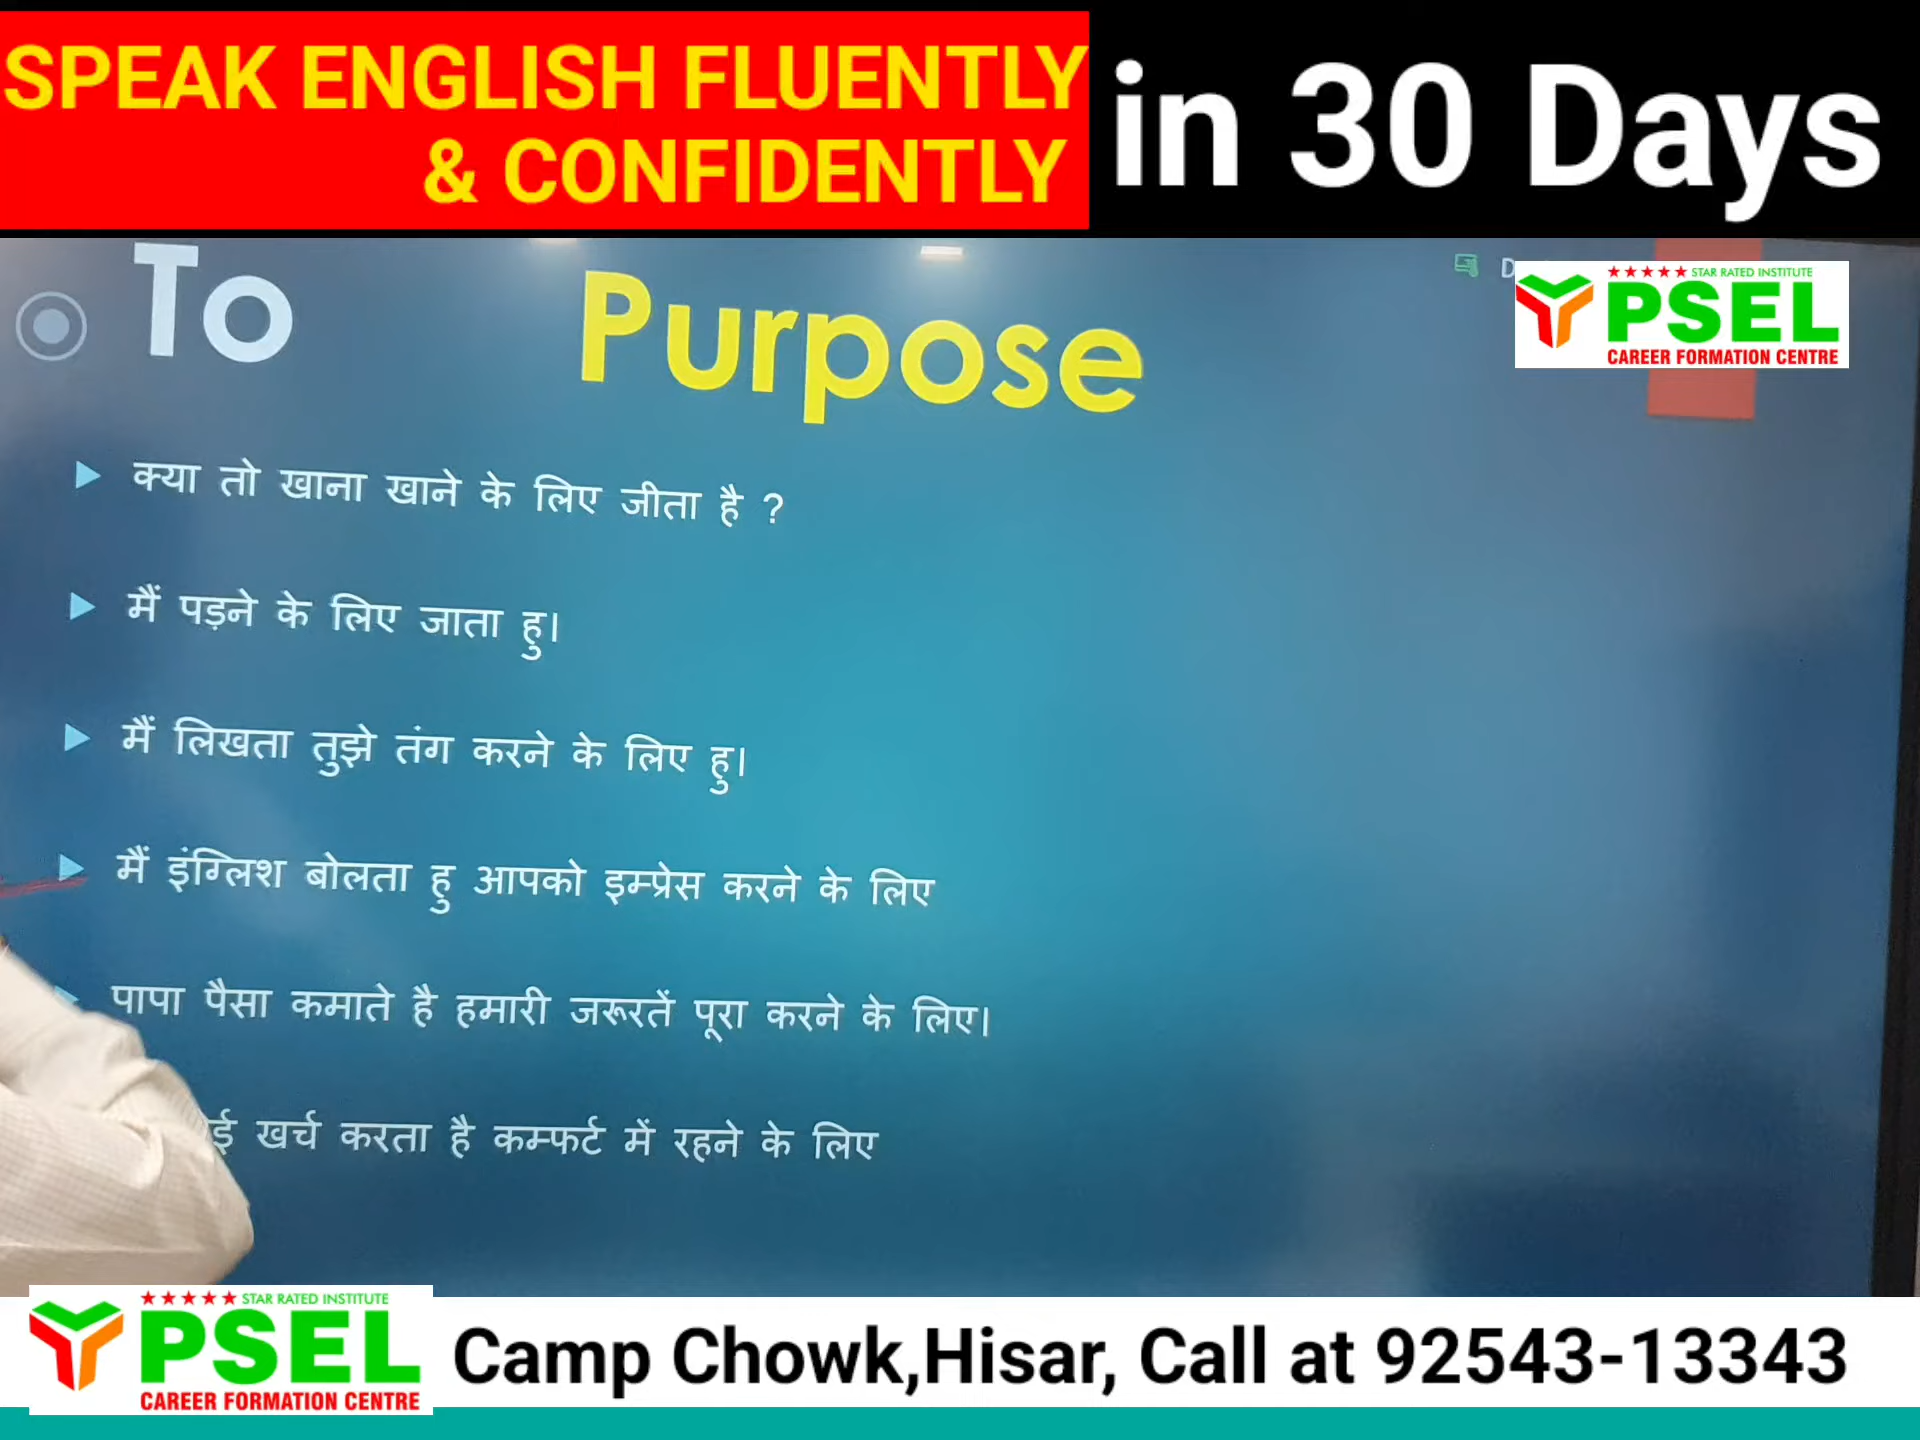 SPEAK ENGLISH FLUENTLY
& CONFIDENTLY
in 30 Days
To Purpose
STAR RATED INSTITUTE
PSEL
CAREER FORMATION CENTRE
क्या तो खाना खाने के लिए जीता है ?
मैं पड़ने के लिए जाता हु।
मैं लिखता तुझे तंग करने के लिए हु।
मैं इंग्लिश बोलता हु आपको इम्प्रेस करने के लिए
पापा पैसा कमाते है हमारी जरूरतें पूरा करने के लिए।
खर्च करता है कम्फर्ट में रहने के लिए
STAR RATED INSTITUTE
PSEL
CAREER FORMATION CENTRE
Camp Chowk,Hisar, Call at 92543-13343